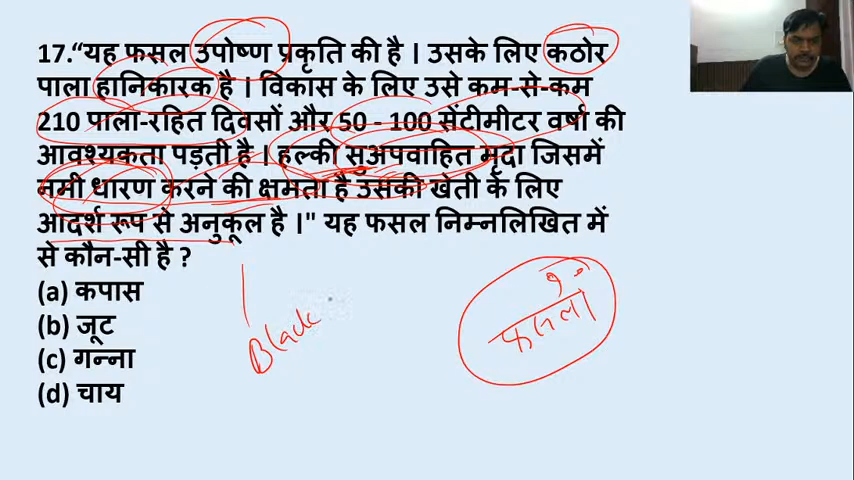 17.“यह फसल उपोष्ण प्रकृति की है । उसके लिए कठोर
पाला हानिकारक है । विकास के लिए उसे कम-से-कम
210 पाला-रहित दिवसों और 50 - 100 सेंटीमीटर वर्षा की
आवश्यकता पड़ती है । हल्की सुअपवाहित मृदा जिसमें
नमी धारण करने की क्षमता है उसकी खेती के लिए
आदर्श रूप से अनुकूल है ।" यह फसल निम्नलिखित में
से कौन-सी है ?
(a) कपास
(b) जूट
(c) गन्ना
(d) चाय
Black